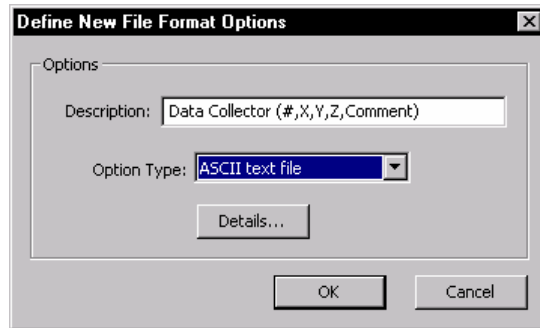 Define New File Format Options
Options
Description: Data Collector (#,X,Y,Z,Comment)
Option Type: ASCII text file
Details...
OK Cancel